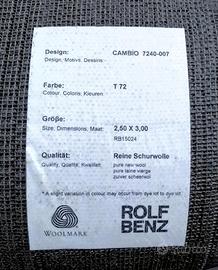 Design: CAMBIO 7240-007
Design, Motivo, Dessins
Farbe: T 72
Colour, Coloris, Kleuren
Größe:
Size, Dimensions, Maat: 2,50 X 3,00
RB15024
Qualität: Reine Schurwolle
Quality, Qualité, Kwaliteit: pure new wool
pure laine vierge
zuiver scheerwol
*A slight variation of colour may occur from dye lot to dye lot
WOOLMARK
ROLF
BENZ